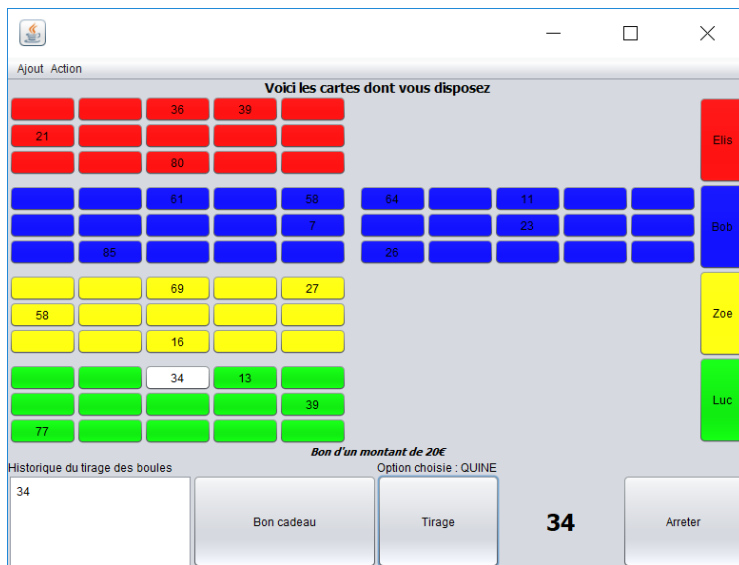 Ajout Action
Voici les cartes dont vous disposez
36 39
21
80
Elis
61 58 64 11
7 23
85 26
Bob
69 27
58
16
Zoe
34 13
39
77
Luc
Bon d'un montant de 20€
Historique du tirage des boules
Option choisie : QUINE
34
Bon cadeau
Tirage
34
Arreter